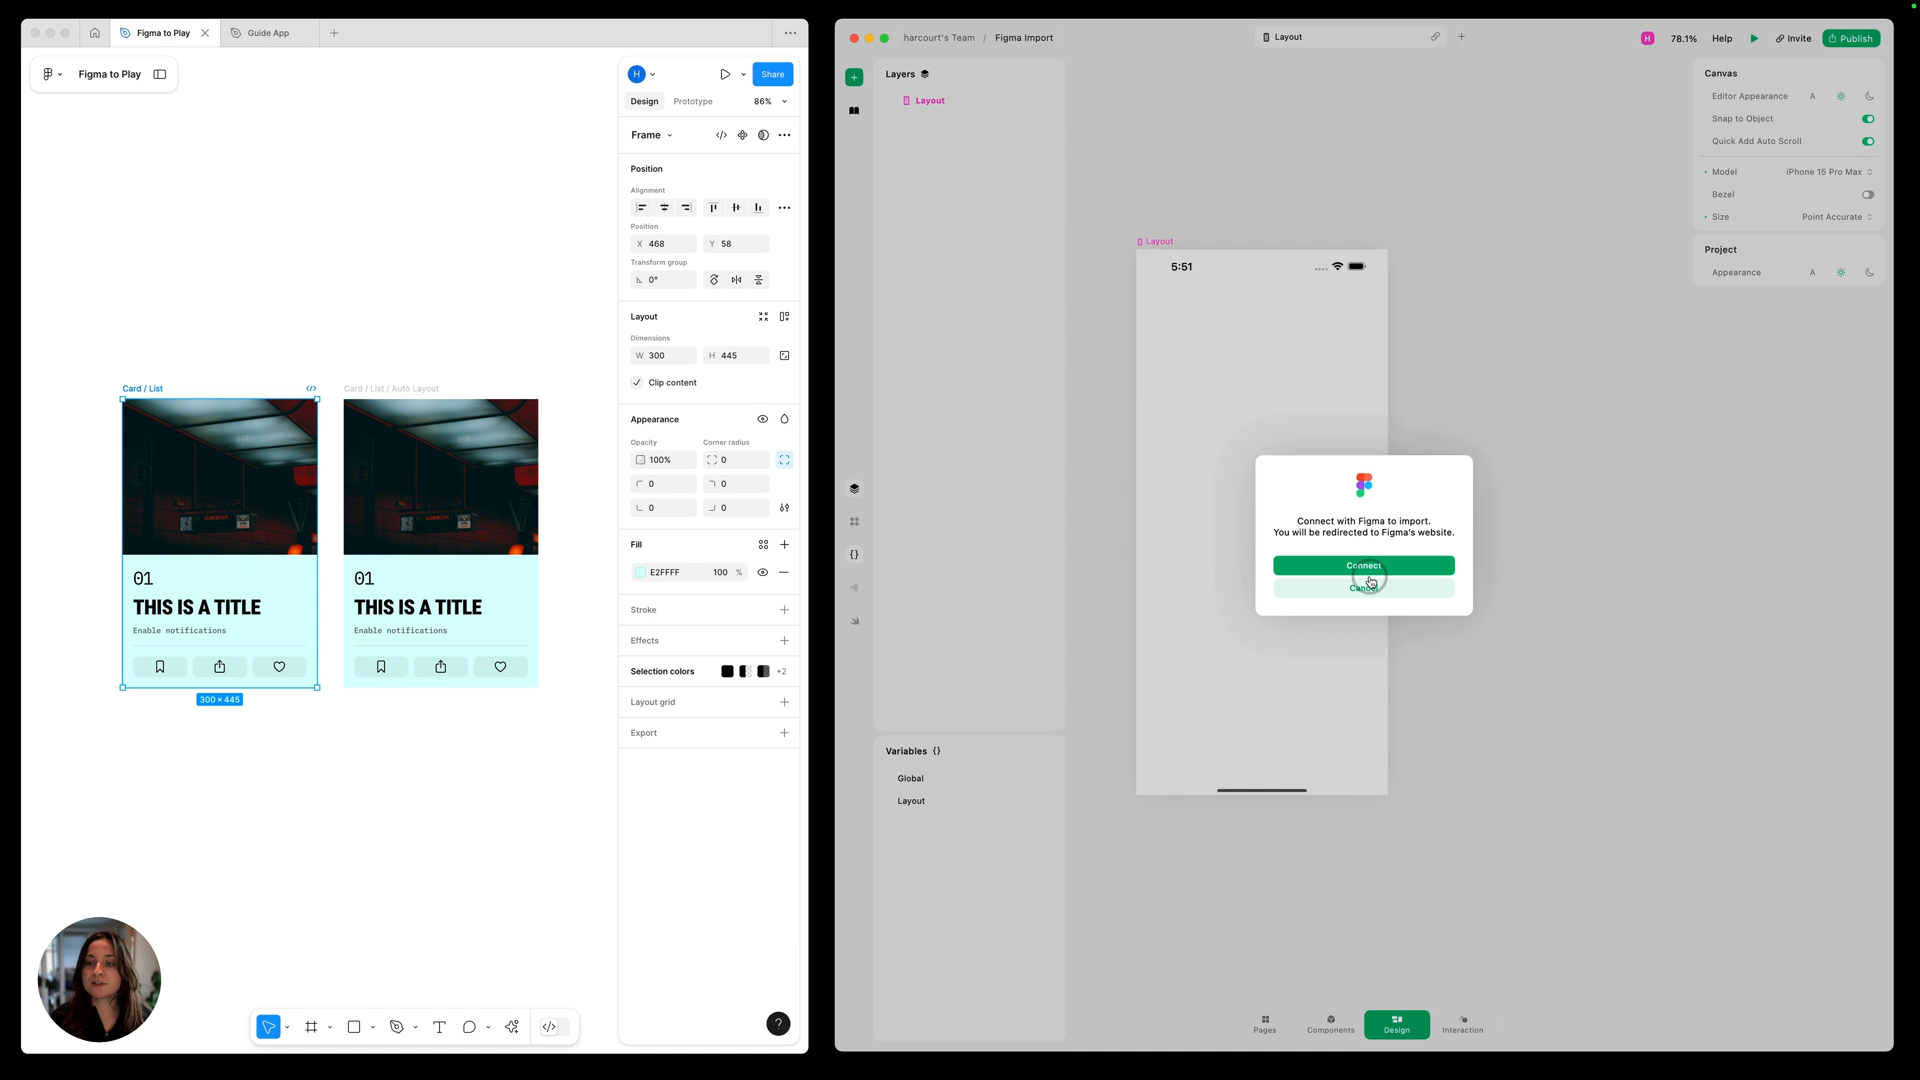 Figma to Play
Guide App
Figma to Play
H
Share
Design
Prototype
86%
Frame
Position
Alignment
Position
X 468
Y 58
Transform group
0°
Layout
Dimensions
W 300
H 445
Clip content
Appearance
Opacity
Corner radius
100%
0
0
0
0
0
Fill
E2FFFF
100 %
Stroke
Effects
Selection colors
+2
Layout grid
Export
Card / List
Card / List / Auto Layout
01
THIS IS A TITLE
Enable notifications
01
THIS IS A TITLE
Enable notifications
300 × 445
?
harcourt's Team / Figma Import
Layout
H
78.1%
Help
Invite
Publish
Layers
Layout
Variables {}
Global
Layout
Layout
5:51
Connect with Figma to import.
You will be redirected to Figma's website.
Connect
Cancel
Canvas
Editor Appearance
A
Snap to Object
Quick Add Auto Scroll
Model
iPhone 15 Pro Max
Bezel
Size
Point Accurate
Project
Appearance
A
Pages
Components
Design
Interaction